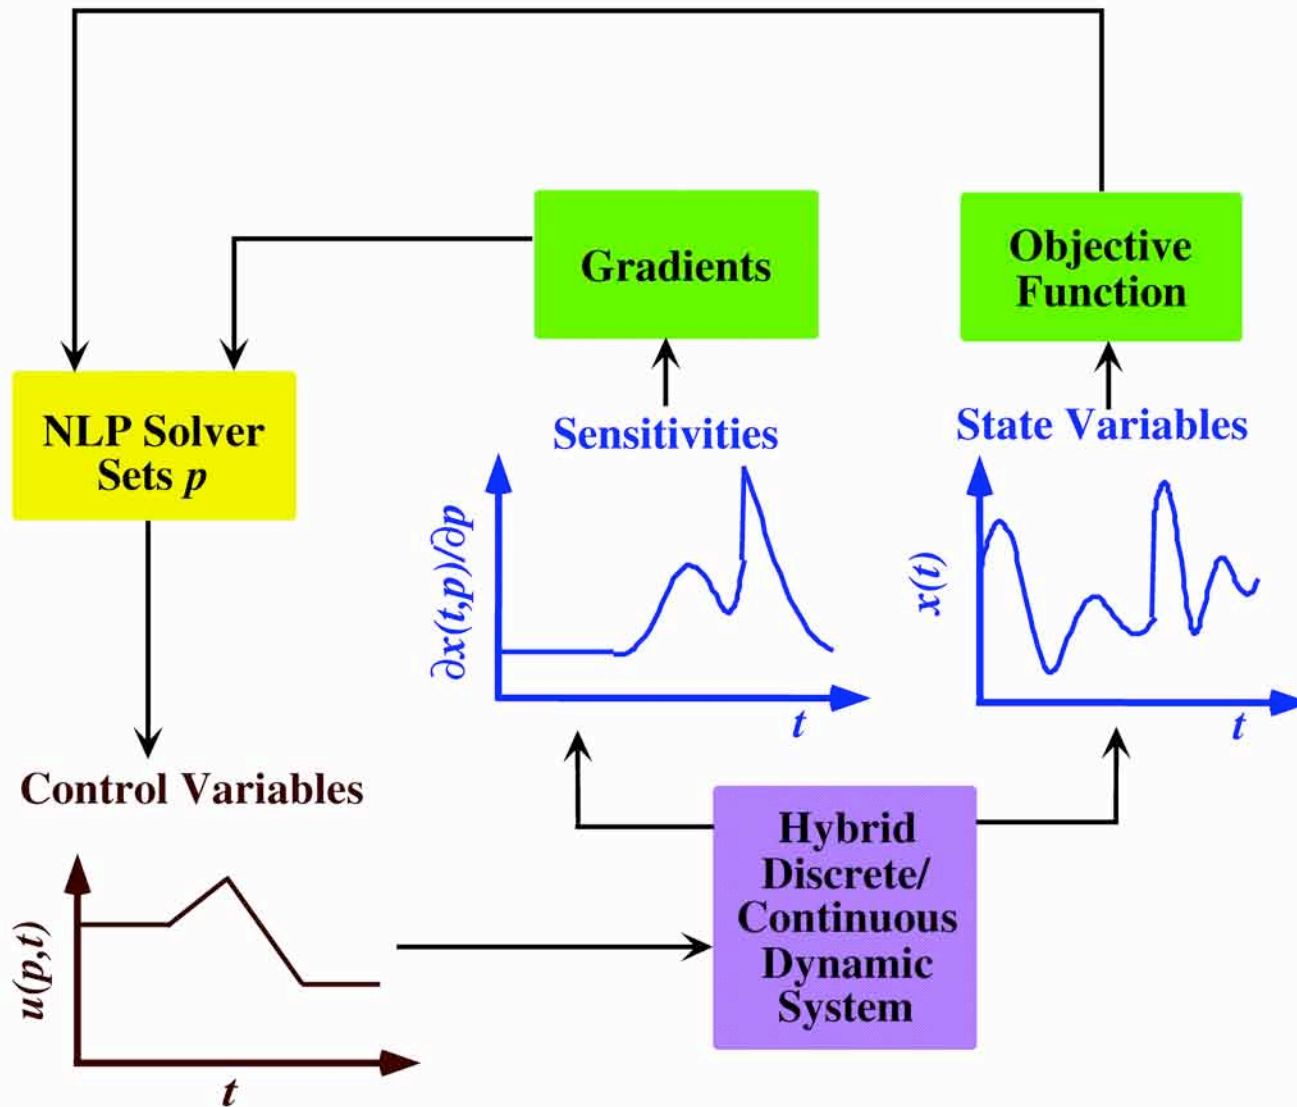 Gradients
Objective
Function
NLP Solver
Sets p
Sensitivities
∂x(t,p)/∂p
t
State Variables
x(t)
t
Control Variables
u(p,t)
t
Hybrid
Discrete/
Continuous
Dynamic
System